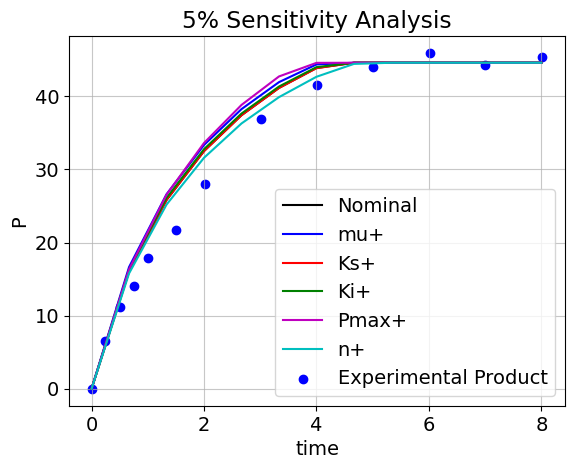 5% Sensitivity Analysis
P
40
30
20
10
0
Nominal
mu+
Ks+
Ki+
Pmax+
n+
Experimental Product
0 2 4 6 8
time